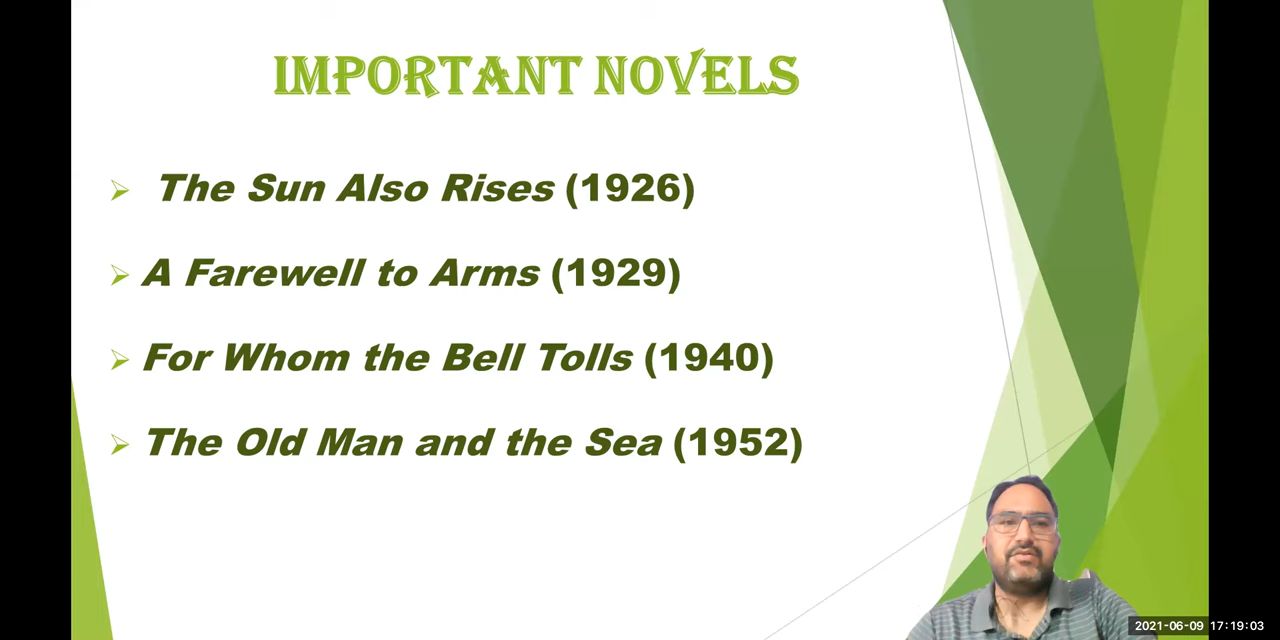 IMPORTANT NOVELS
The Sun Also Rises (1926)
A Farewell to Arms (1929)
For Whom the Bell Tolls (1940)
The Old Man and the Sea (1952)
2021-06-09 17:19:03